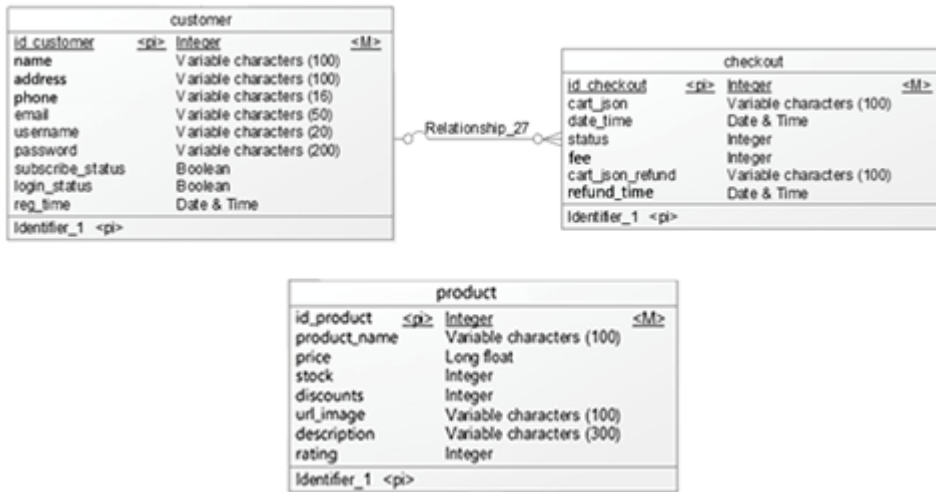 customer
id_customer <pi> Integer <M>
name Variable characters (100)
address Variable characters (100)
phone Variable characters (16)
email Variable characters (50)
username Variable characters (20)
password Variable characters (200)
subscribe_status Boolean
login_status Boolean
reg_time Date & Time
Identifier_1 <pi>
Relationship_27
checkout
id_checkout <pi> Integer <M>
cart_json Variable characters (100)
date_time Date & Time
status Integer
fee Integer
cart_json_refund Variable characters (100)
refund_time Date & Time
Identifier_1 <pi>
product
id_product <pi> Integer <M>
product_name Variable characters (100)
price Long float
stock Integer
discounts Integer
url_image Variable characters (100)
description Variable characters (300)
rating Integer
Identifier_1 <pi>